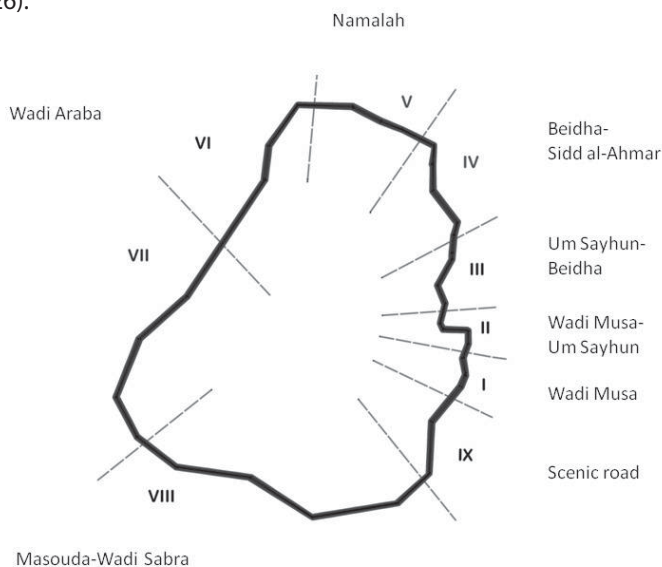 26).
Namalah
Wadi Araba
V
VI
Beidha-
Sidd al-Ahmar
IV
VII
Um Sayhun-
Beidha
III
Wadi Musa-
Um Sayhun
II
I
Wadi Musa
IX
Scenic road
VIII
Masouda-Wadi Sabra